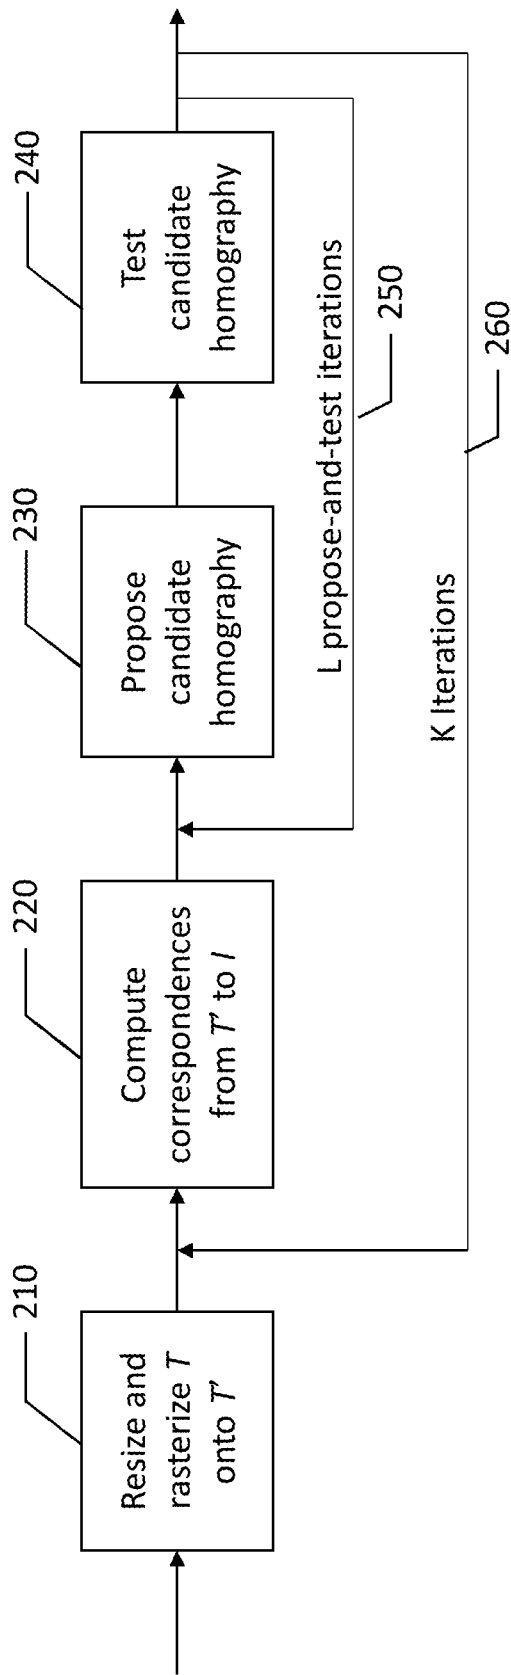 210
Resize and
rasterize T
onto T'
220
Compute
correspondences
from T' to I
230
Propose
candidate
homography
240
Test
candidate
homography
L propose-and-test iterations
250
K Iterations
260